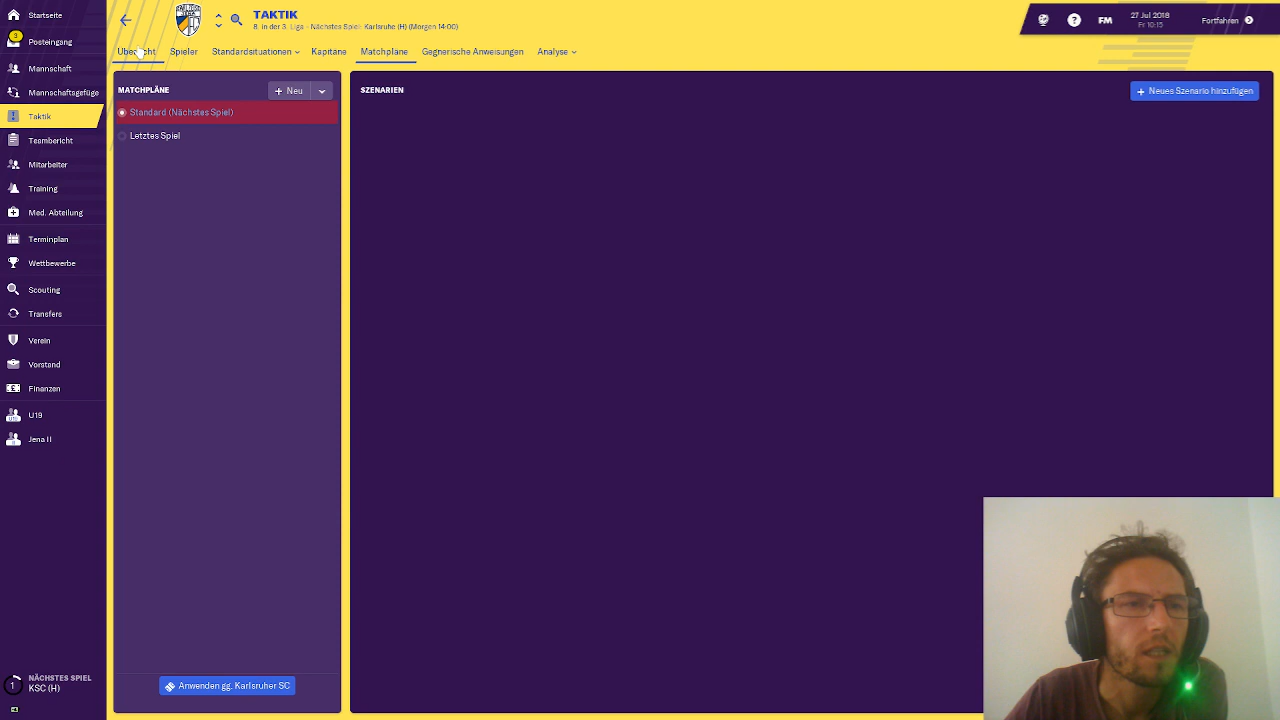 Startseite
3
Posteingang
Mannschaft
Mannschaftsgefüge
Taktik
Teambericht
Mitarbeiter
Training
Med. Abteilung
Terminplan
Wettbewerbe
Scouting
Transfers
Verein
Vorstand
Finanzen
U19
Jena II
1
NÄCHSTES SPIEL
KSC (H)
TAKTIK
8. in der 3. Liga - Nächstes Spiel: Karlsruhe (H) (Morgen 14:00)
? FM
27 Jul 2018
Fr 10:15
Fortfahren
Übersicht Spieler Standardsituationen Kapitäne Matchpläne Gegnerische Anweisungen Analyse
MATCHPLÄNE
+ Neu
Standard (Nächstes Spiel)
Letztes Spiel
Anwenden gg. Karlsruher SC
SZENARIEN
+ Neues Szenario hinzufügen